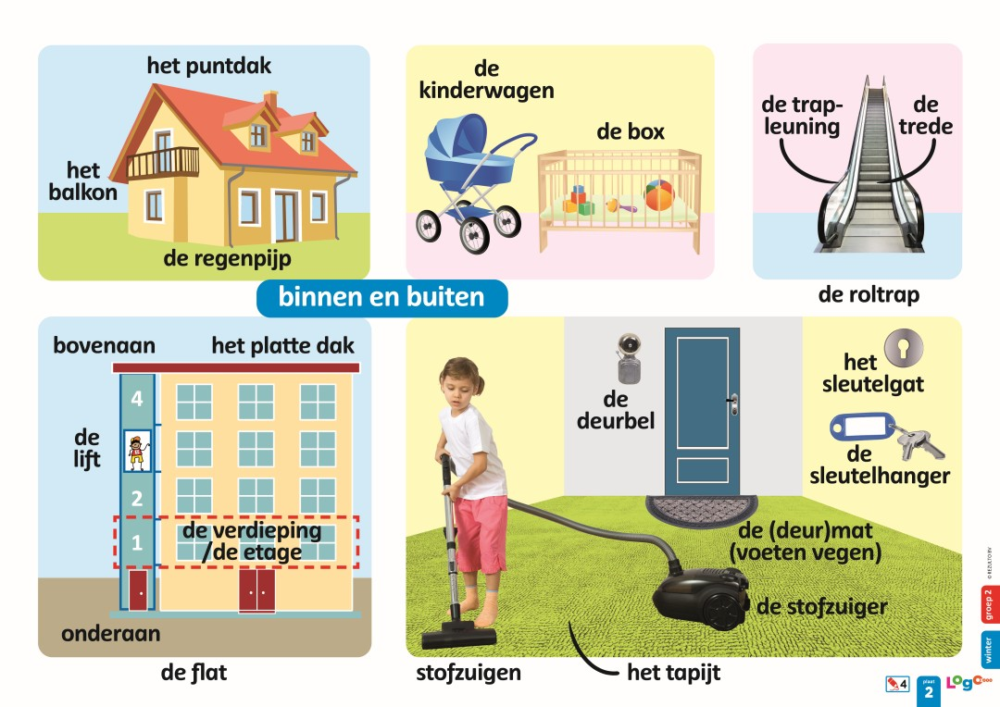 het puntdak
het
balkon
de regenpijp
de
kinderwagen
de box
de trap-
leuning
de
trede
de roltrap
binnen en buiten
bovenaan
het platte dak
de
lift
4
2
1
de verdieping
/de etage
onderaan
de flat
de
deurbel
het
sleutelgat
de
sleutelhanger
de (deur)mat
(voeten vegen)
de stofzuiger
stofzuigen
het tapijt
© REZULTO BV
groep 2
winter
4
plaat
2
Logo